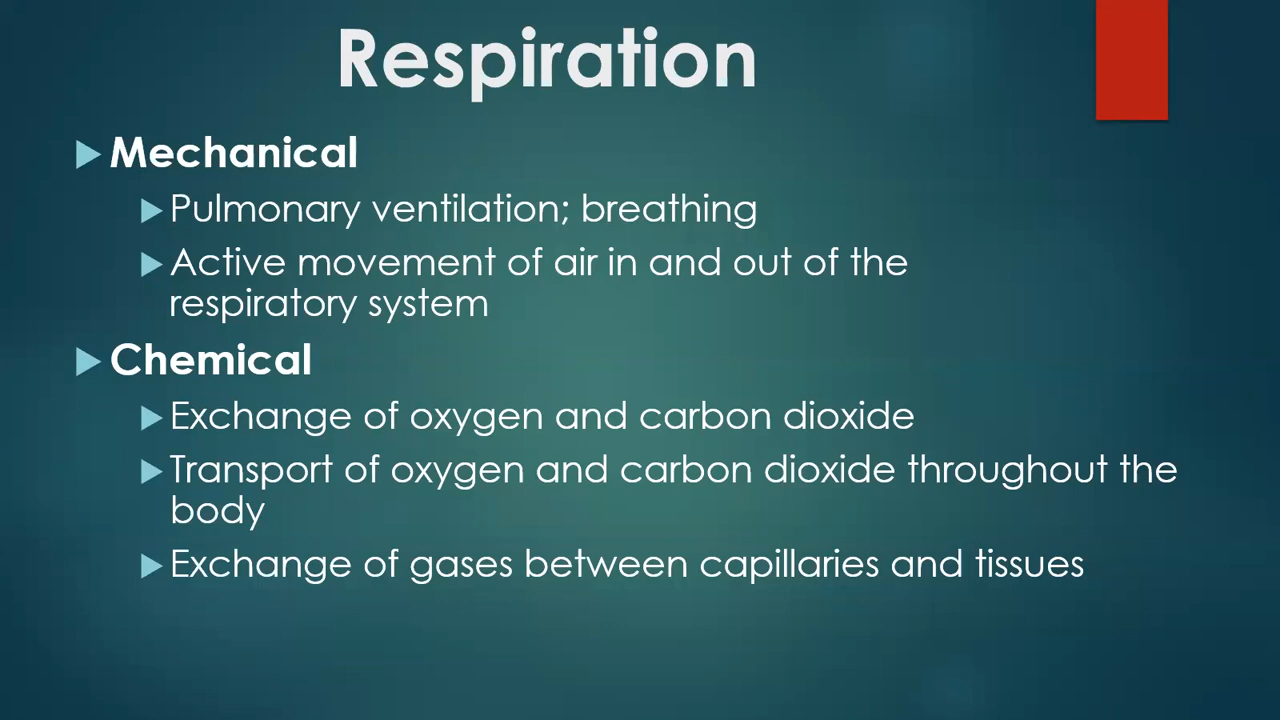 Respiration
Mechanical
Pulmonary ventilation; breathing
Active movement of air in and out of the
respiratory system
Chemical
Exchange of oxygen and carbon dioxide
Transport of oxygen and carbon dioxide throughout the
body
Exchange of gases between capillaries and tissues